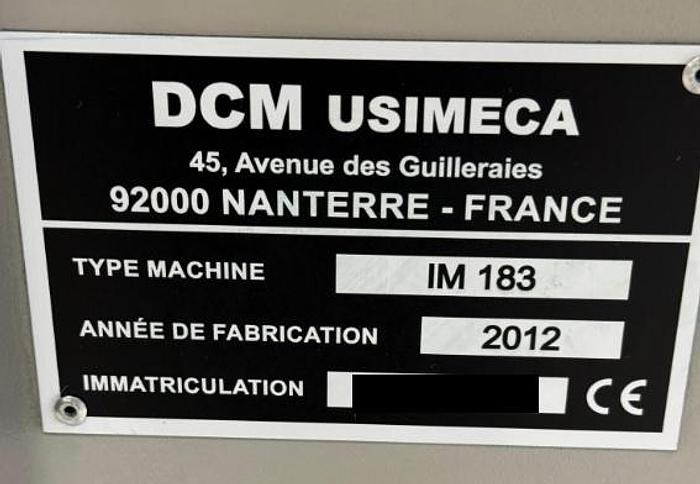 DCM USIMECA
45, Avenue des Guilleraies
92000 NANTERRE - FRANCE
TYPE MACHINE IM 183
ANNÉE DE FABRICATION 2012
IMMATRICULATION CE